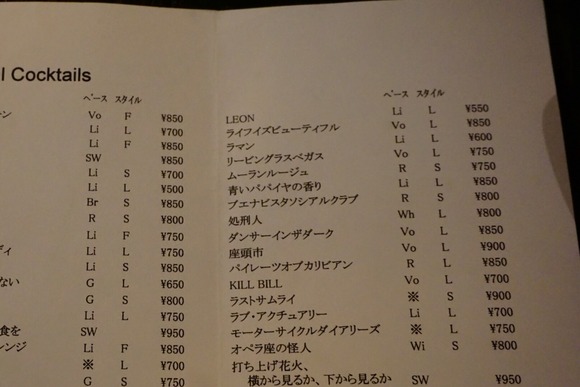 l Cocktails
ベース スタイル
ン Vo F ¥850
Li L ¥700
Li F ¥850
SW ¥850
Li S ¥700
Li L ¥500
Br S ¥850
R S ¥800
Li F ¥750
ディ Li L ¥750
Li S ¥850
ない G L ¥650
G S ¥800
Li L ¥750
食を SW ¥950
レンジ Li F ¥850
※ L ¥700
G S ¥750
ベース スタイル
LEON Li L ¥550
ライフイズビューティフル Vo L ¥850
ラマン Li L ¥600
リービングラスベガス Vo L ¥750
ムーランルージュ R S ¥750
青いパパイヤの香り Li L ¥850
ブエナビスタソシアルクラブ R S ¥800
処刑人 Wh L ¥800
ダンサーインザダーク Vo L ¥850
座頭市 Vo L ¥900
パイレーツオブカリビアン R L ¥850
KILL BILL Vo L ¥700
ラストサムライ ※ S ¥900
ラブ・アクチュアリー Li L ¥700
モーターサイクルダイアリーズ ※ L ¥750
オペラ座の怪人 Wi S ¥800
打ち上げ花火、
横から見るか、下から見るか SW ¥950